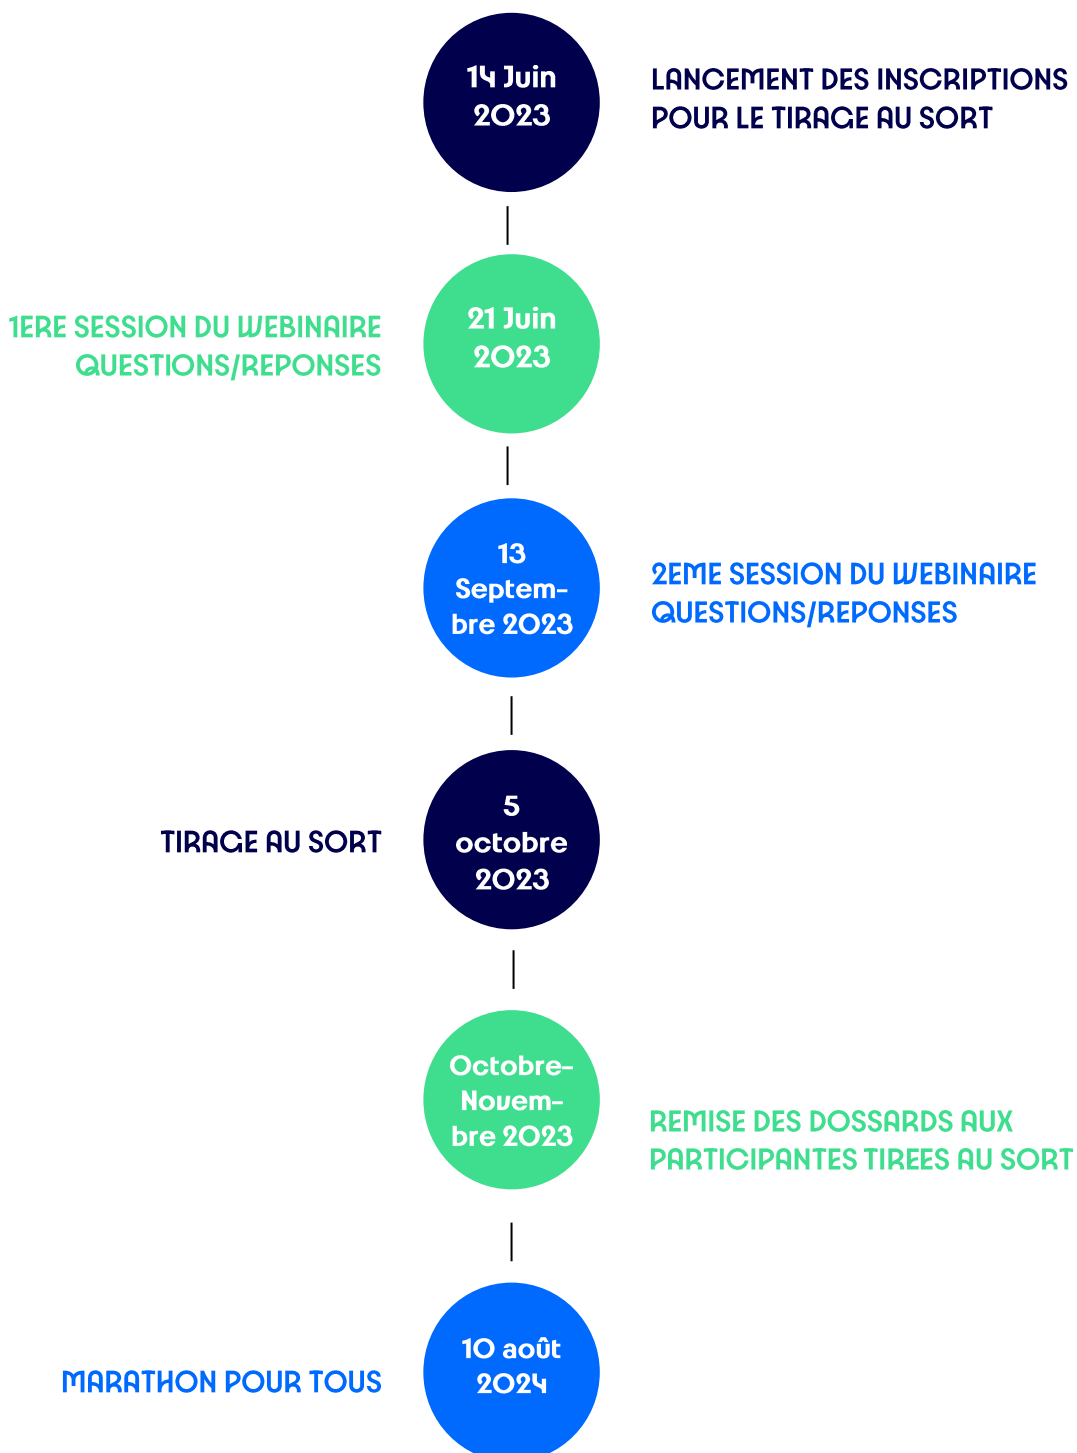 14 Juin
2023
LANCEMENT DES INSCRIPTIONS
POUR LE TIRAGE AU SORT
1ERE SESSION DU WEBINAIRE
QUESTIONS/REPONSES
21 Juin
2023
13
Septem-
bre 2023
2EME SESSION DU WEBINAIRE
QUESTIONS/REPONSES
TIRAGE AU SORT
5
octobre
2023
Octobre-
Novem-
bre 2023
REMISE DES DOSSARDS AUX
PARTICIPANTES TIREES AU SORT
MARATHON POUR TOUS
10 août
2024